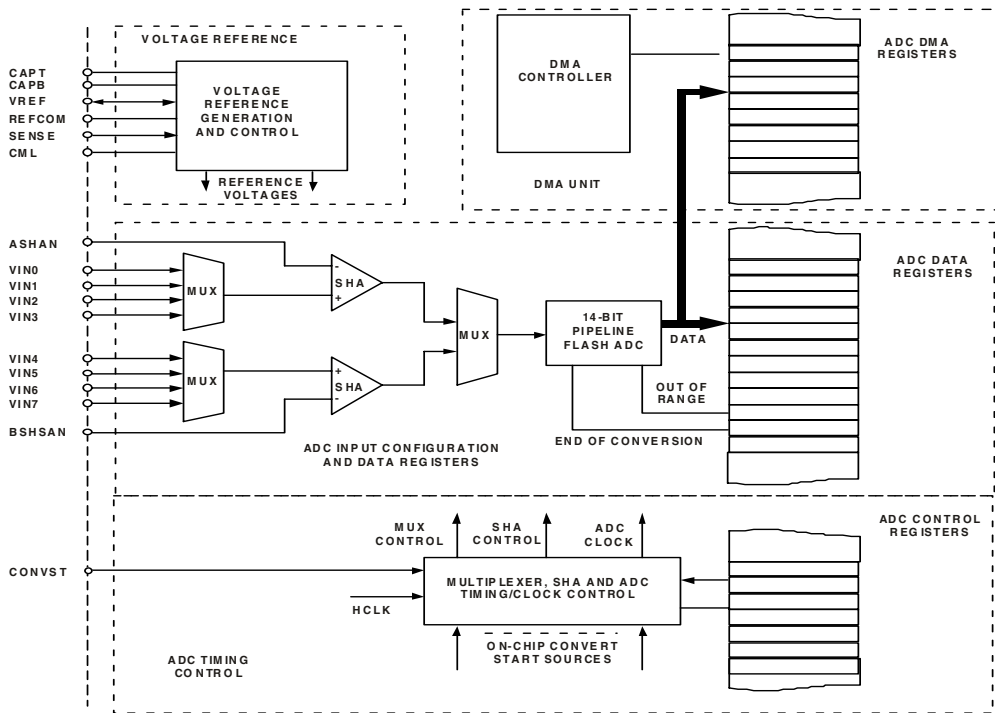 VOLTAGE REFERENCE
CAPT
CAPB
VREF
REFCOM
SENSE
CML
VOLTAGE
REFERENCE
GENERATION
AND CONTROL
REFERENCE
VOLTAGES
DMA
CONTROLLER
DMA UNIT
ADC DMA
REGISTERS
ASHAN
VIN0
VIN1
VIN2
VIN3
VIN4
VIN5
VIN6
VIN7
BSHSAN
MUX
MUX
-
SHA
+
+
SHA
-
MUX
14-BIT
PIPELINE
FLASH ADC
DATA
OUT OF
RANGE
END OF CONVERSION
ADC DATA
REGISTERS
ADC INPUT CONFIGURATION
AND DATA REGISTERS
MUX
CONTROL
SHA
CONTROL
ADC
CLOCK
ADC CONTROL
REGISTERS
CONVST
HCLK
MULTIPLEXER, SHA AND ADC
TIMING/CLOCK CONTROL
ON-CHIP CONVERT
START SOURCES
ADC TIMING
CONTROL